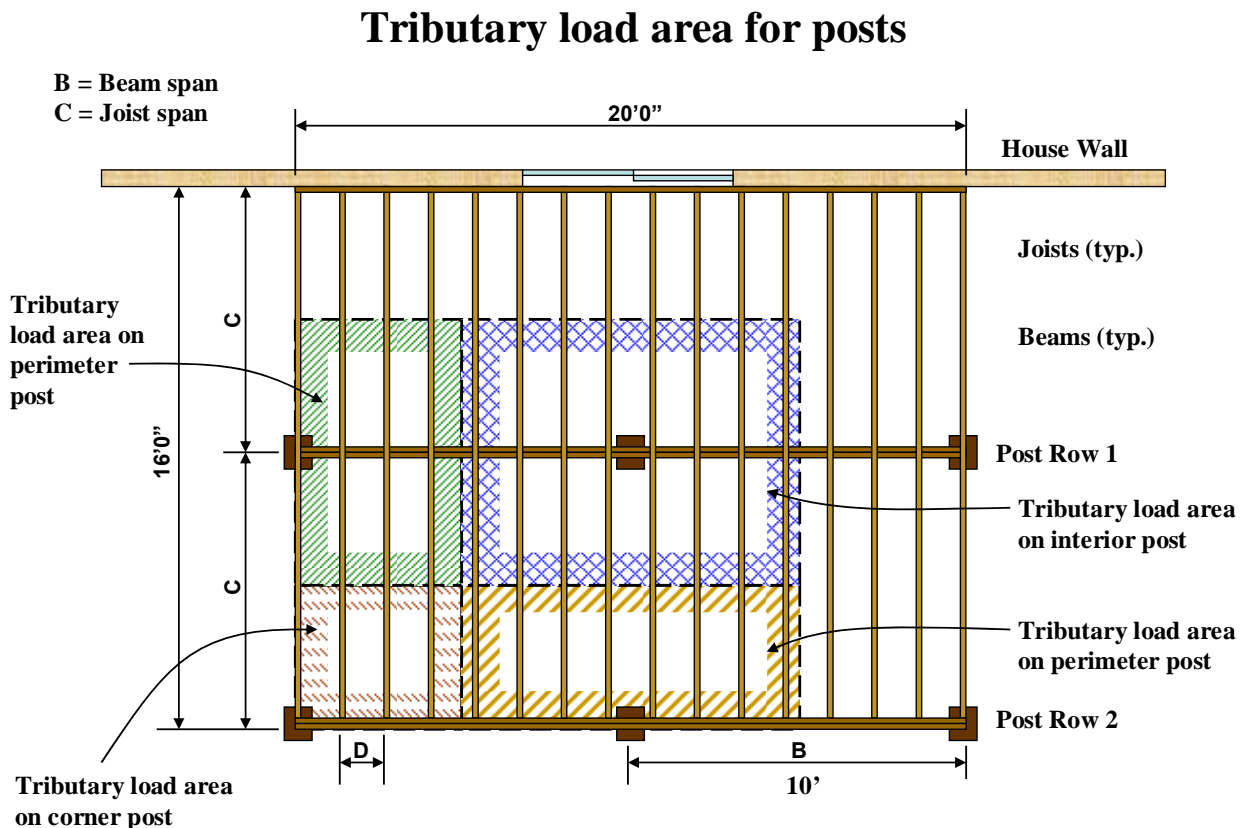 Tributary load area for posts
B = Beam span
C = Joist span
20’0”
House Wall
Joists (typ.)
Tributary
load area on
perimeter
post
C
Beams (typ.)
16’0”
Post Row 1
Tributary load area
on interior post
C
Tributary load area
on perimeter post
Post Row 2
D
B
10’
Tributary load area
on corner post